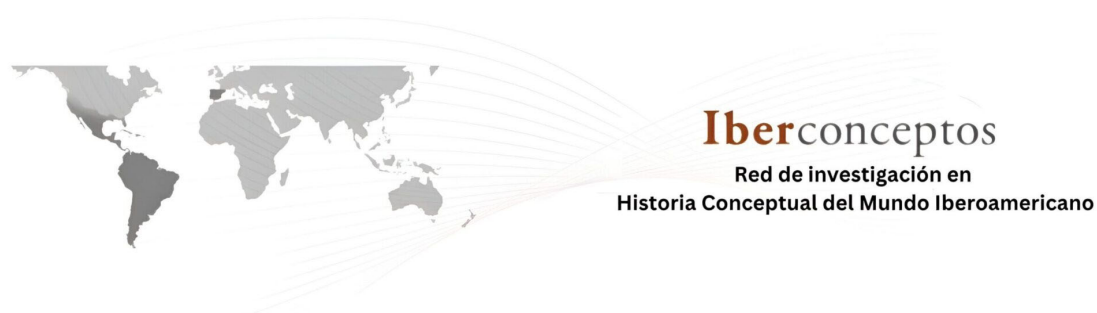 Iberconceptos
Red de investigación en
Historia Conceptual del Mundo Iberoamericano